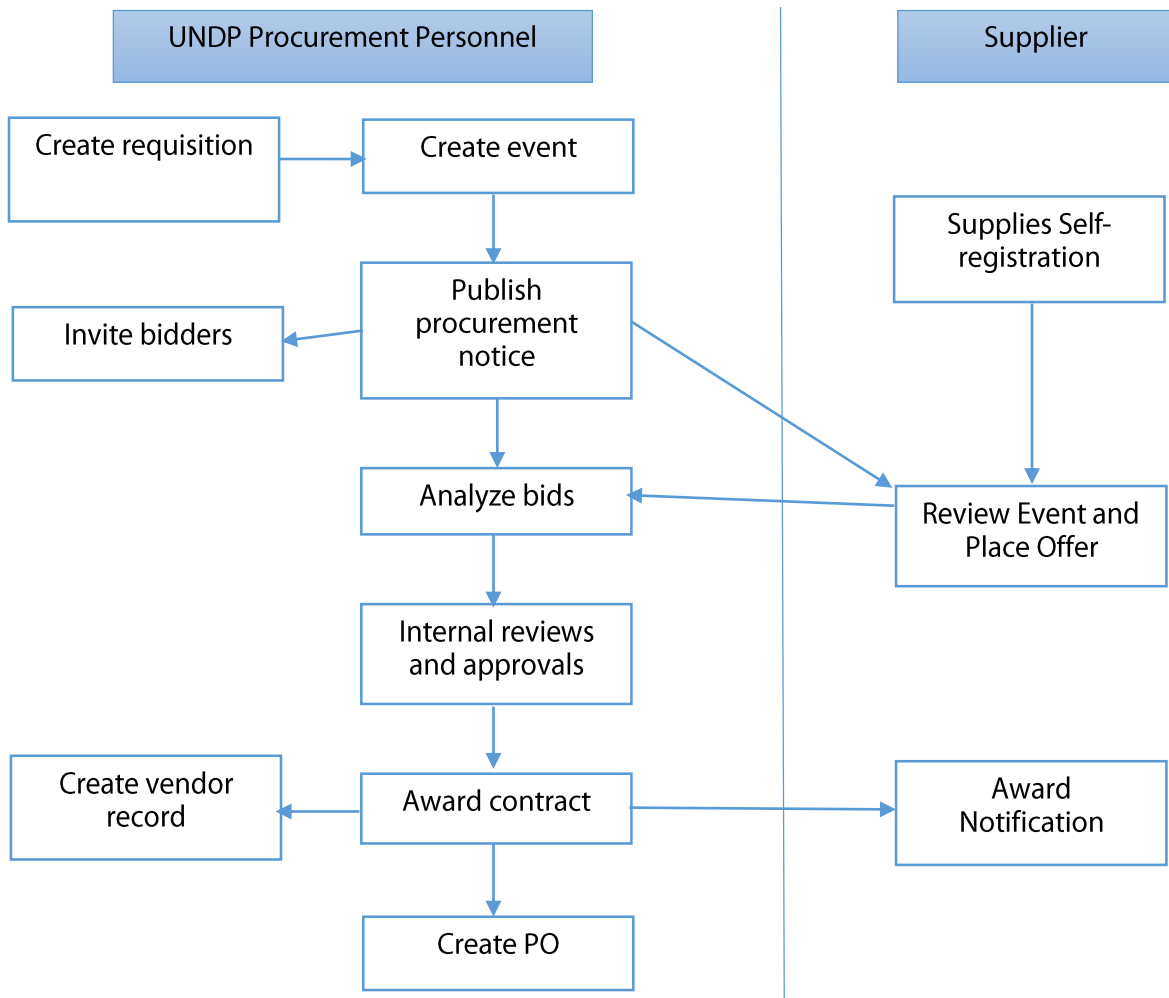 UNDP Procurement Personnel
Supplier
Create requisition
Create event
Supplies Self-
registration
Publish
procurement
notice
Invite bidders
Analyze bids
Review Event and
Place Offer
Internal reviews
and approvals
Create vendor
record
Award contract
Award
Notification
Create PO